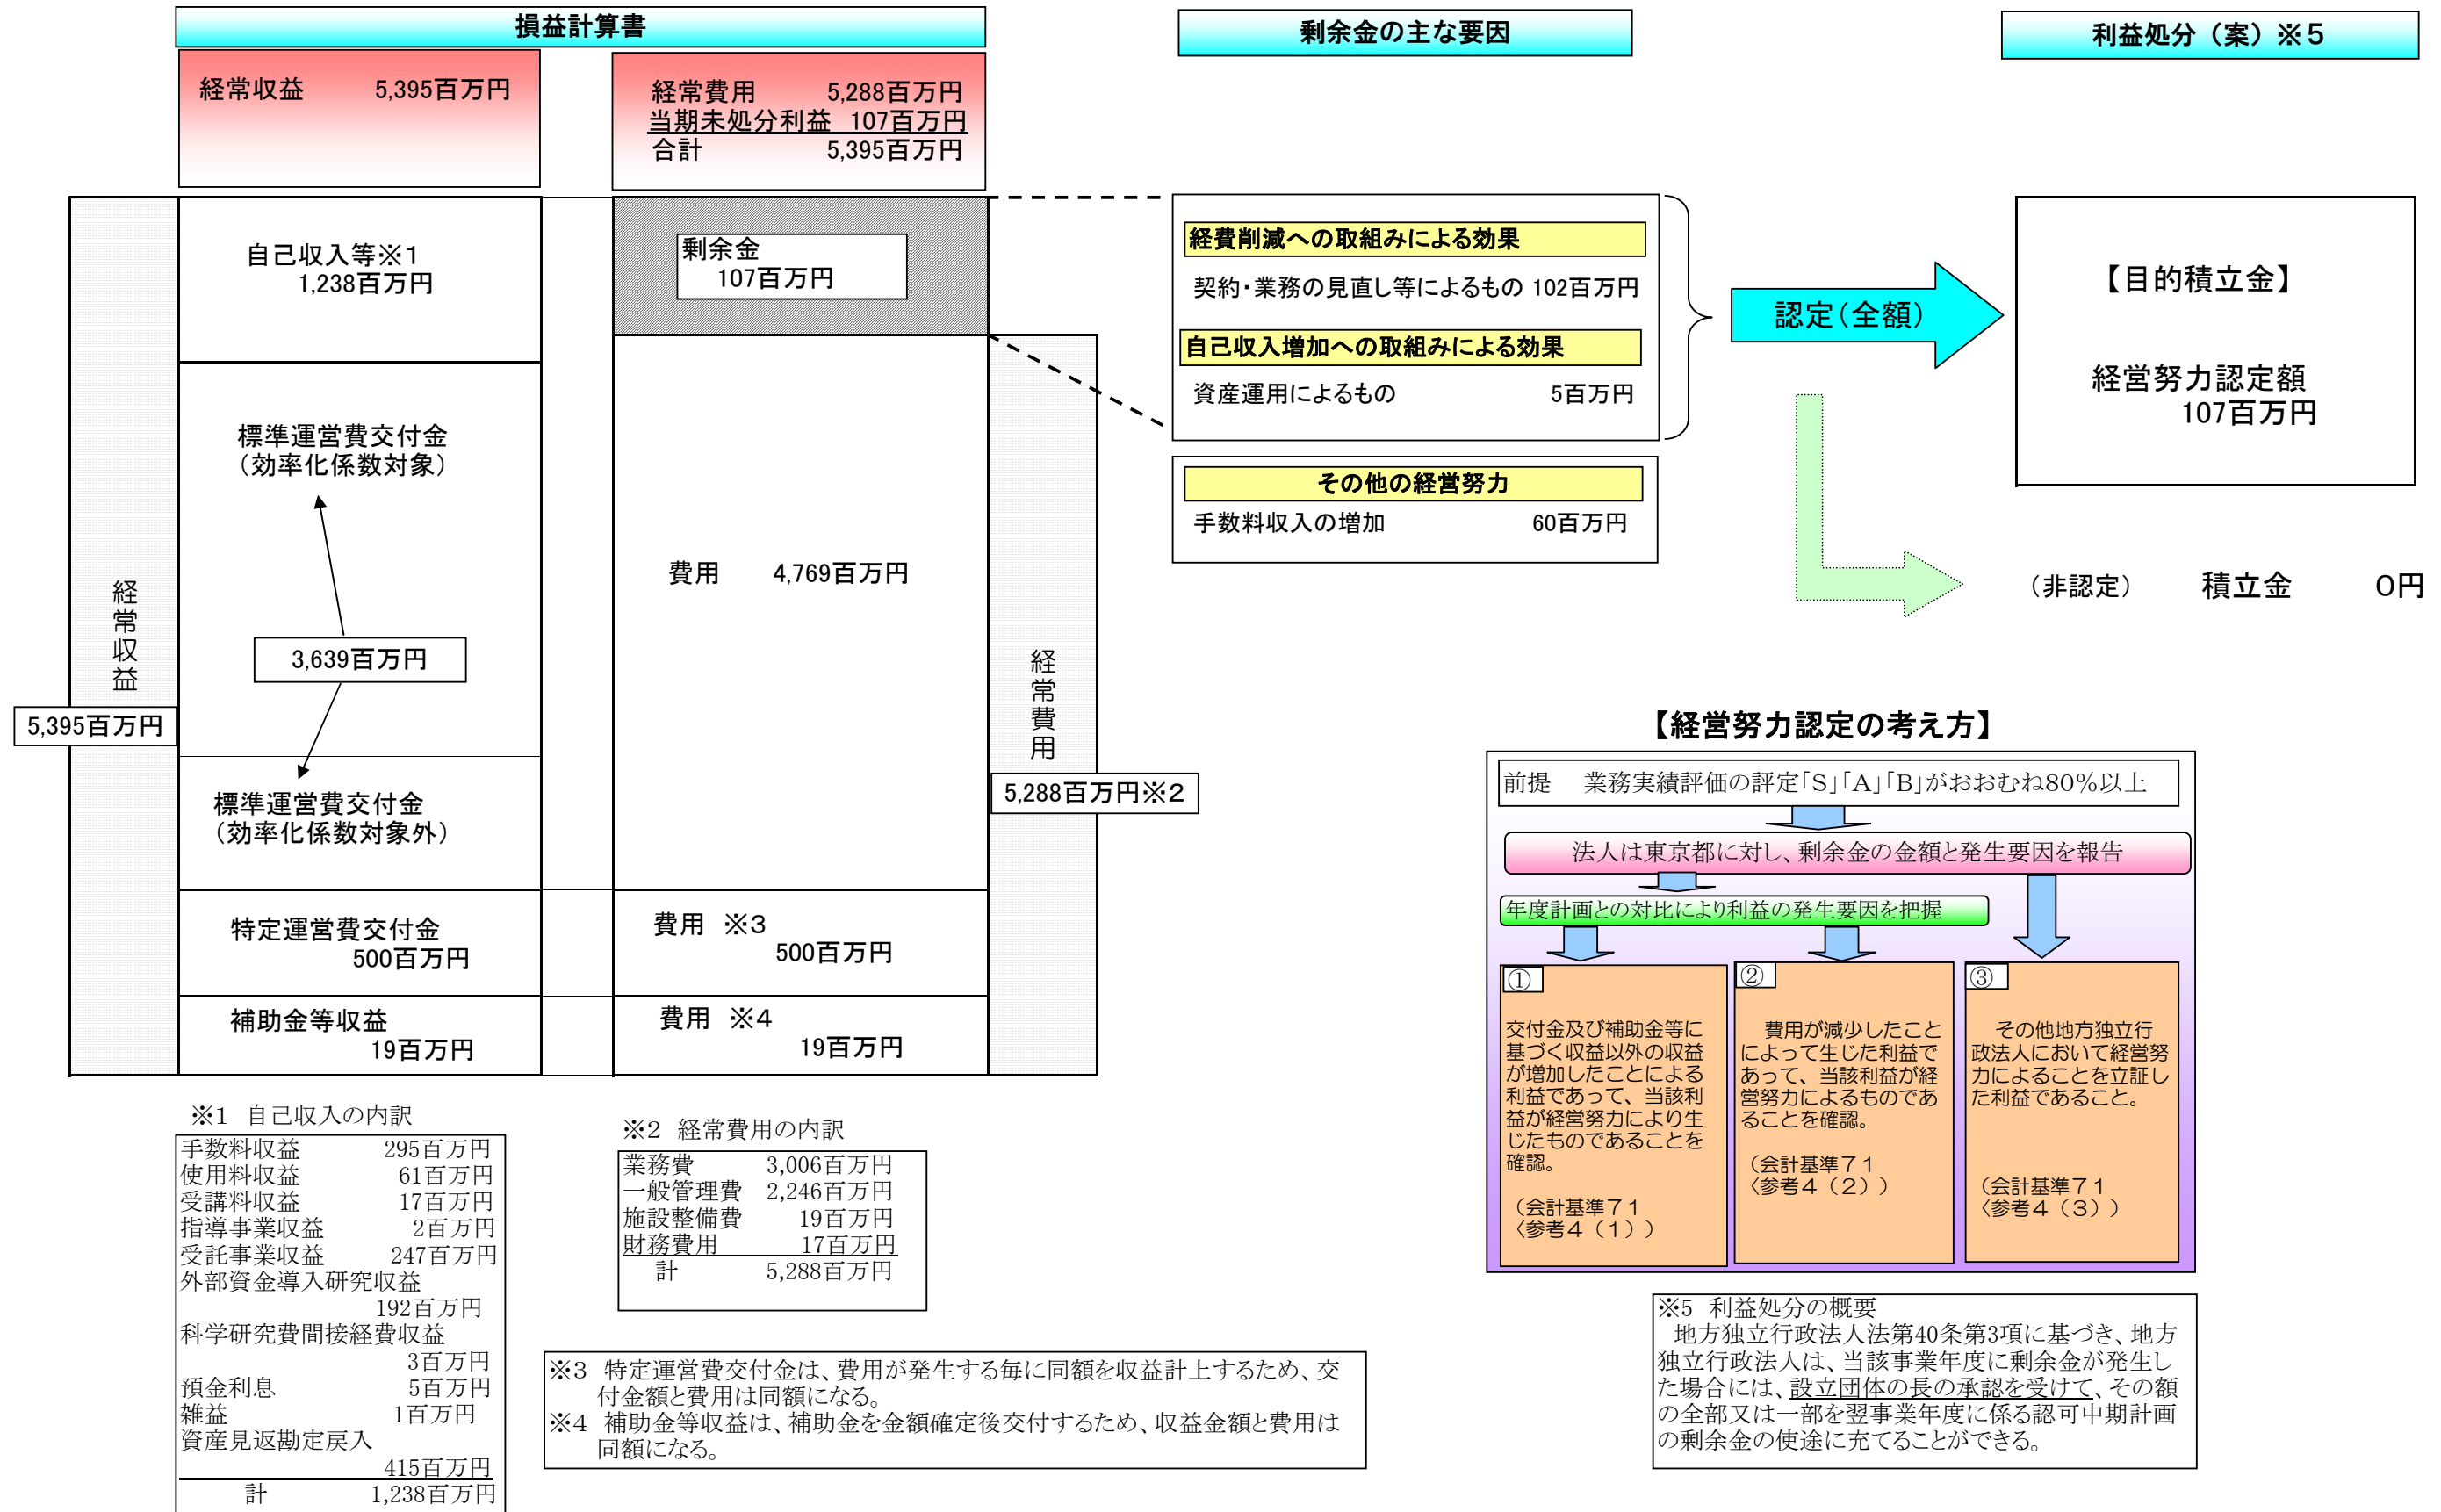 損益計算書
経常収益 5,395百万円
経常費用 5,288百万円
当期未処分利益 107百万円
合計 5,395百万円
経常収益
5,395百万円
自己収入等※1
1,238百万円
標準運営費交付金
（効率化係数対象）
3,639百万円
標準運営費交付金
（効率化係数対象外）
特定運営費交付金
500百万円
補助金等収益
19百万円
剰余金
107百万円
費用 4,769百万円
費用 ※3
500百万円
費用 ※4
19百万円
経常費用
5,288百万円※2
剰余金の主な要因
経費削減への取組みによる効果
契約・業務の見直し等によるもの 102百万円
自己収入増加への取組みによる効果
資産運用によるもの 5百万円
その他の経営努力
手数料収入の増加 60百万円
認定（全額）
利益処分（案）※5
【目的積立金】
経営努力認定額
107百万円
（非認定） 積立金 0円
【経営努力認定の考え方】
前提 業務実績評価の評定「S」「A」「B」がおおむね80％以上
法人は東京都に対し、剰余金の金額と発生要因を報告
年度計画との対比により利益の発生要因を把握
①
交付金及び補助金等に
基づく収益以外の収益
が増加したことによる
利益であって、当該利
益が経営努力により生
じたものであることを
確認。
（会計基準７１
〈参考４（１））
②
費用が減少したこと
によって生じた利益で
あって、当該利益が経
営努力によるものであ
ることを確認。
（会計基準７１
〈参考４（２））
③
その他地方独立行
政法人において経営努
力によることを立証し
た利益であること。
（会計基準７１
〈参考４（３））
※1 自己収入の内訳
手数料収益 295百万円
使用料収益 61百万円
受講料収益 17百万円
指導事業収益 2百万円
受託事業収益 247百万円
外部資金導入研究収益
192百万円
科学研究費間接経費収益
3百万円
預金利息 5百万円
雑益 1百万円
資産見返勘定戻入
415百万円
計 1,238百万円
※2 経常費用の内訳
業務費 3,006百万円
一般管理費 2,246百万円
施設整備費 19百万円
財務費用 17百万円
計 5,288百万円
※3 特定運営費交付金は、費用が発生する毎に同額を収益計上するため、交
付金額と費用は同額になる。
※4 補助金等収益は、補助金を金額確定後交付するため、収益金額と費用は
同額になる。
※5 利益処分の概要
地方独立行政法人法第40条第3項に基づき、地方
独立行政法人は、当該事業年度に剰余金が発生し
た場合には、設立団体の長の承認を受けて、その額
の全部又は一部を翌事業年度に係る認可中期計画
の剰余金の使途に充てることができる。